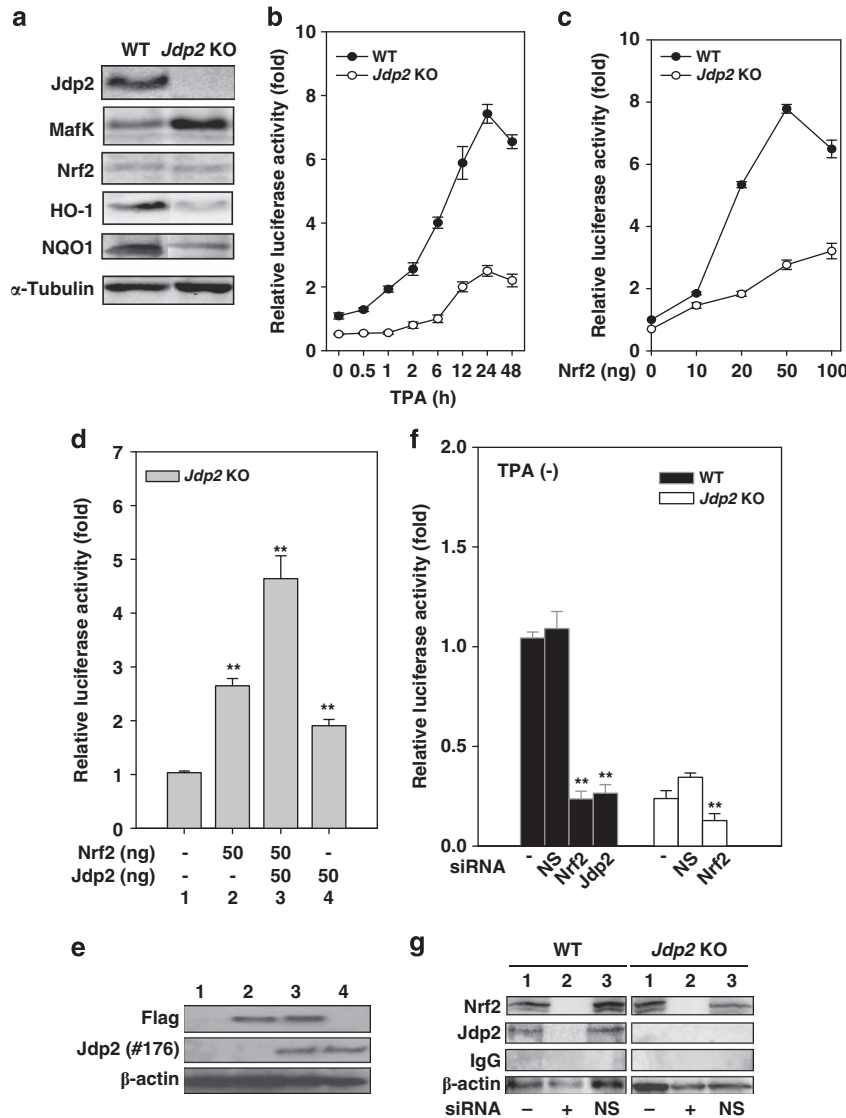 a
WT Jdp2 KO
Jdp2
MafK
Nrf2
HO-1
NQO1
α-Tubulin
b
Relative luciferase activity (fold)
10
8
6
4
2
0
WT
Jdp2 KO
0 0.5 1 2 6 12 24 48
TPA (h)
c
Relative luciferase activity (fold)
10
8
6
4
2
0
WT
Jdp2 KO
Nrf2 (ng) 0 10 20 50 100
d
Relative luciferase activity (fold)
7
6
5
4
3
2
1
0
Jdp2 KO
**
**
**
Nrf2 (ng) - 50 50 -
Jdp2 (ng) - - 50 50
1 2 3 4
f
Relative luciferase activity (fold)
2.0
1.5
1.0
0.5
0.0
TPA (-)
WT
Jdp2 KO
** **
**
siRNA - NS Nrf2 Jdp2 - NS Nrf2
e
1 2 3 4
Flag
Jdp2 (#176)
β-actin
g
WT Jdp2 KO
1 2 3 1 2 3
Nrf2
Jdp2
IgG
β-actin
siRNA – + NS – + NS